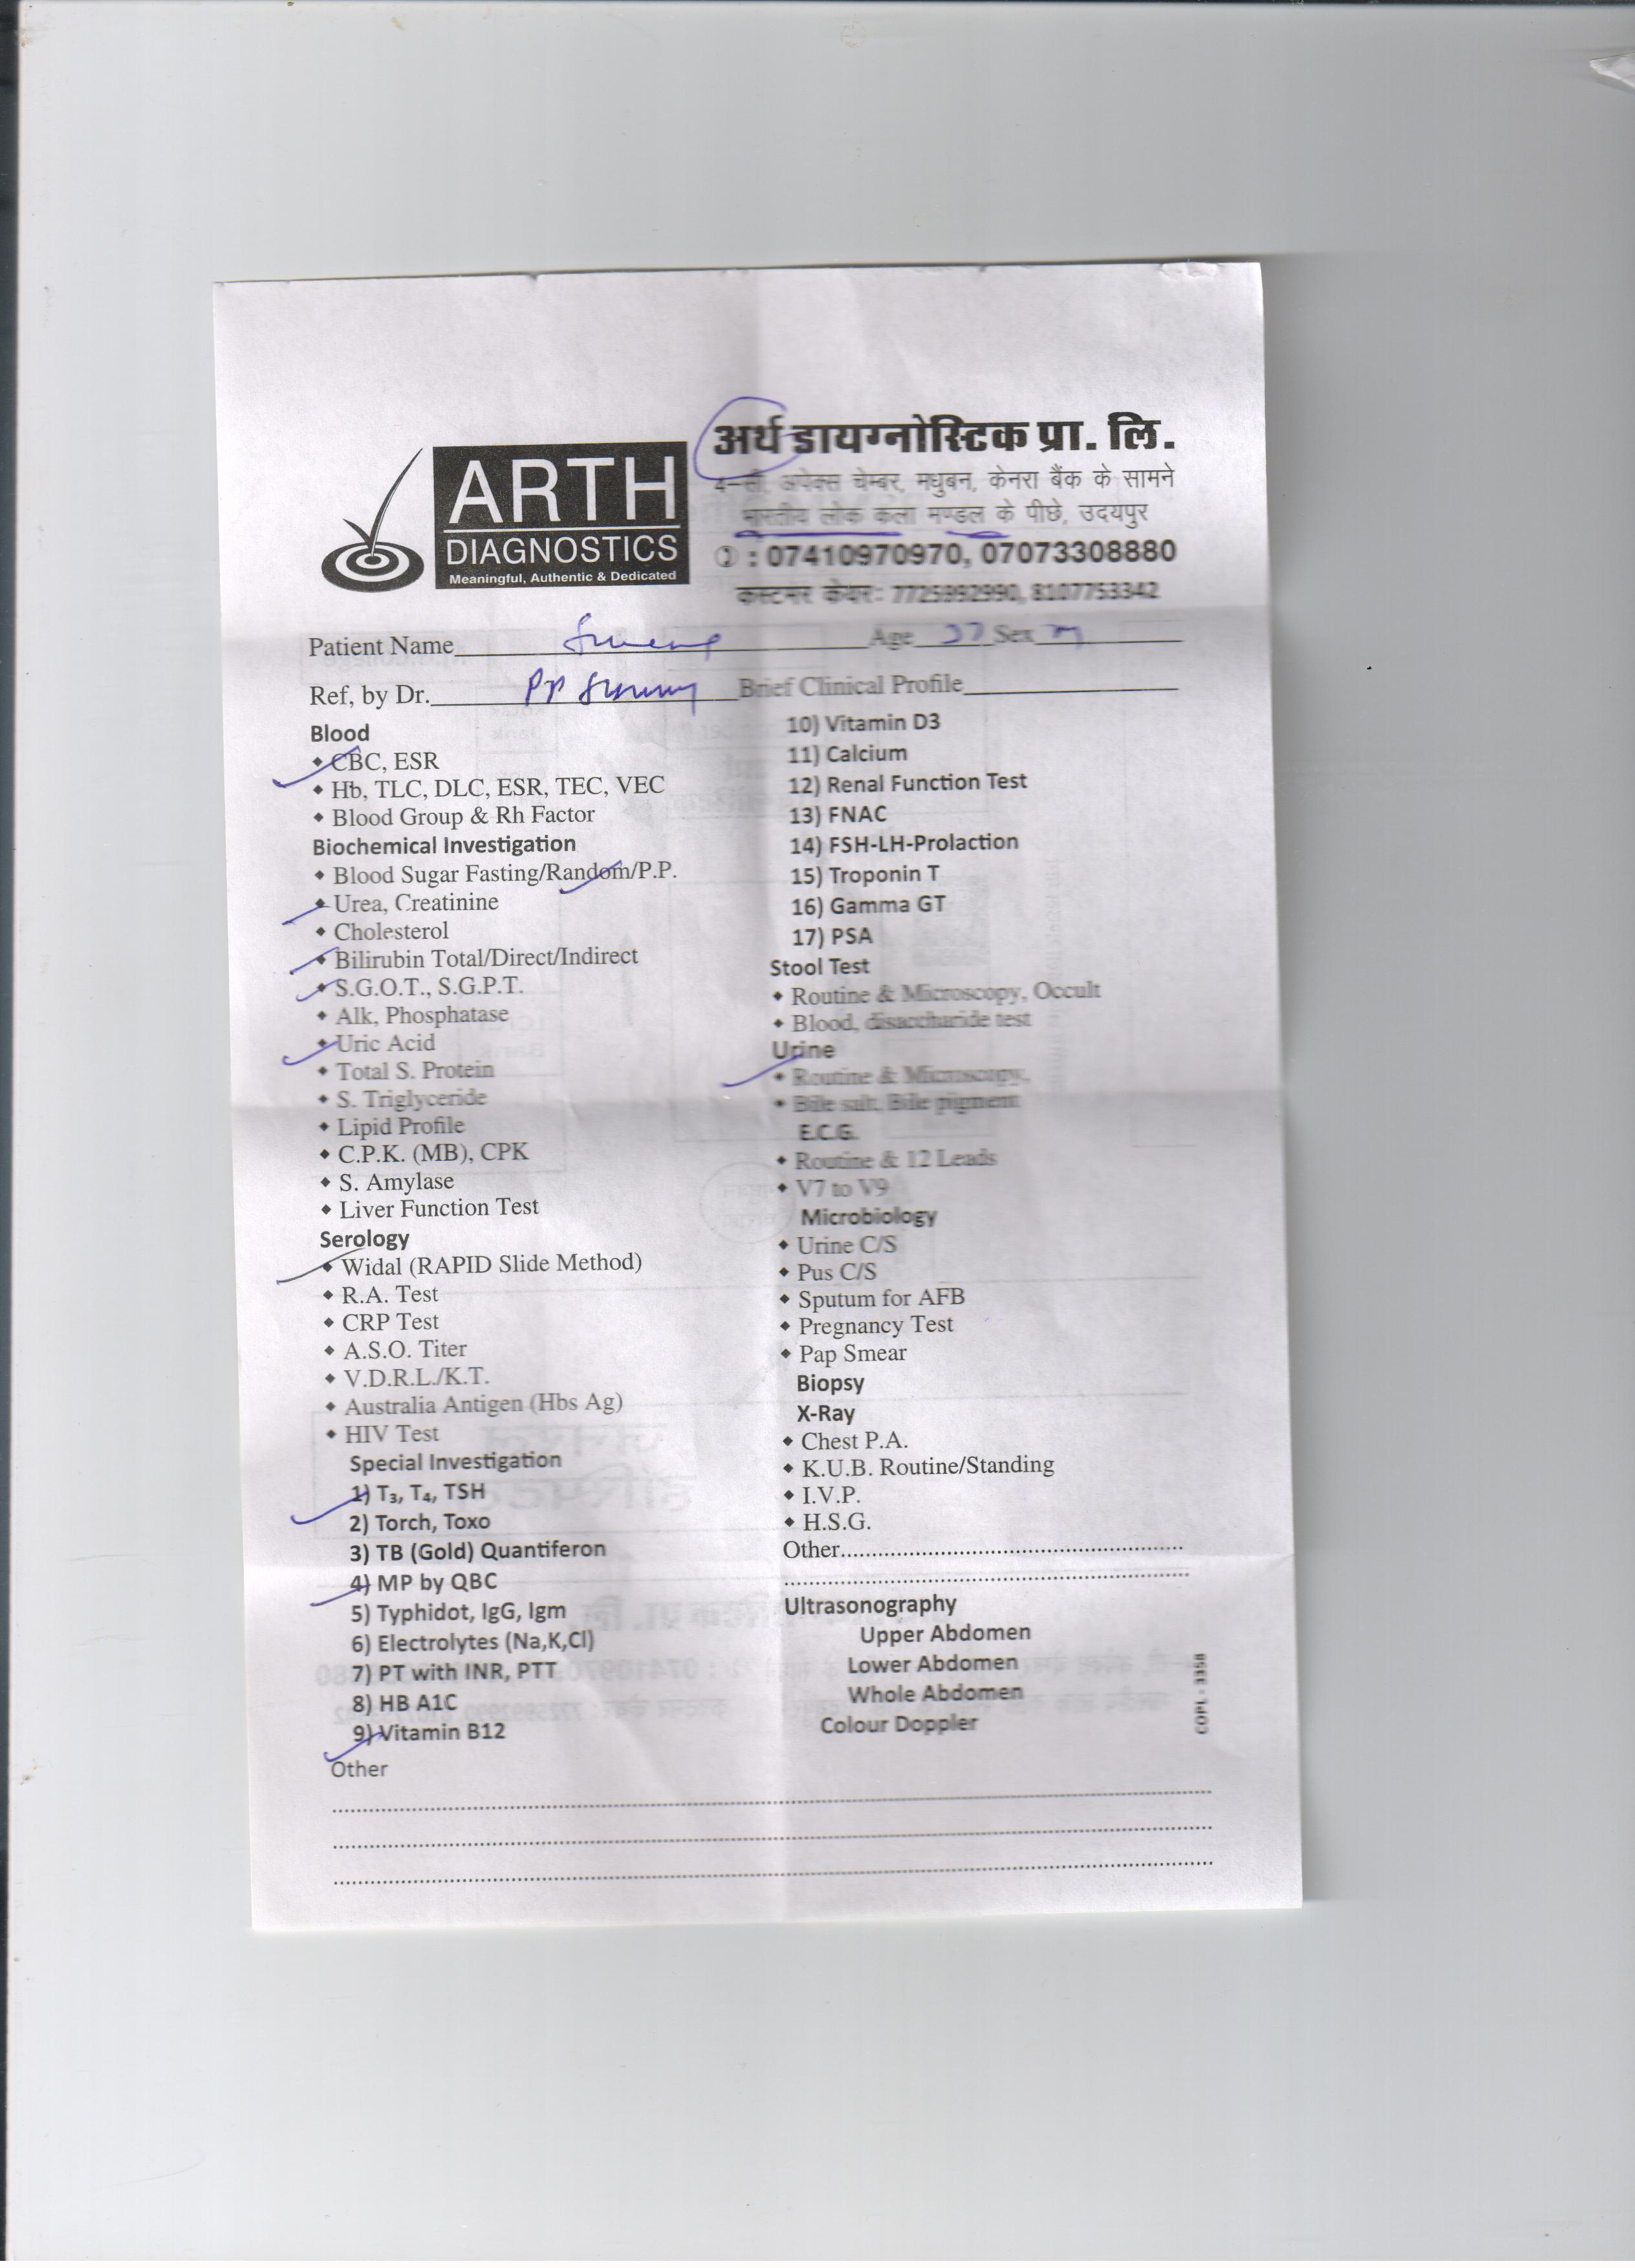 ARTH
DIAGNOSTICS
Meaningful, Authentic & Dedicated
अर्थ डायग्नोस्टिक प्रा. लि.
4-सी, अपेक्स चेम्बर, मधुबन, केनरा बैंक के सामने
भारतीय लोक कला मण्डल के पीछे, उदयपुर
: 07410970970, 07073308880
कस्टमर केयर: 7725992990, 8107753342
Patient Name Age Sex M
Ref, by Dr. Brief Clinical Profile
Blood
CBC, ESR
Hb, TLC, DLC, ESR, TEC, VEC
Blood Group & Rh Factor
Biochemical Investigation
Blood Sugar Fasting/Random/P.P.
Urea, Creatinine
Cholesterol
Bilirubin Total/Direct/Indirect
S.G.O.T., S.G.P.T.
Alk, Phosphatase
Uric Acid
Total S. Protein
S. Triglyceride
Lipid Profile
C.P.K. (MB), CPK
S. Amylase
Liver Function Test
Serology
Widal (RAPID Slide Method)
R.A. Test
CRP Test
A.S.O. Titer
V.D.R.L./K.T.
Australia Antigen (Hbs Ag)
HIV Test
Special Investigation
1) T₃, T₄, TSH
2) Torch, Toxo
3) TB (Gold) Quantiferon
4) MP by QBC
5) Typhidot, IgG, Igm
6) Electrolytes (Na,K,Cl)
7) PT with INR, PTT
8) HB A1C
9) Vitamin B12
Other
10) Vitamin D3
11) Calcium
12) Renal Function Test
13) FNAC
14) FSH-LH-Prolaction
15) Troponin T
16) Gamma GT
17) PSA
Stool Test
Routine & Microscopy, Occult
Blood, disaccharide test
Urine
Routine & Microscopy,
Bile salt, Bile pigment
E.C.G.
Routine & 12 Leads
V7 to V9
Microbiology
Urine C/S
Pus C/S
Sputum for AFB
Pregnancy Test
Pap Smear
Biopsy
X-Ray
Chest P.A.
K.U.B. Routine/Standing
I.V.P.
H.S.G.
Other
Ultrasonography
Upper Abdomen
Lower Abdomen
Whole Abdomen
Colour Doppler
COPL - 3358